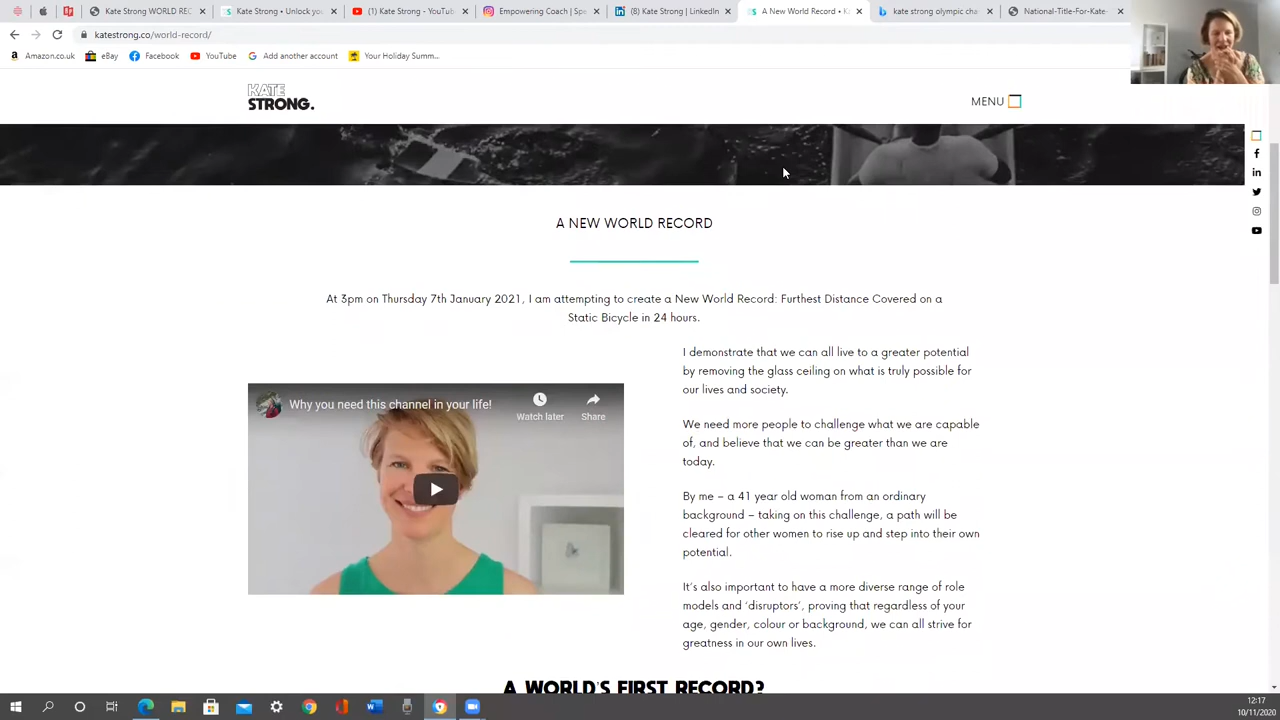 Kate Strong WORLD REC
Kate Strong • Unlock you
(1) Kate Strong - YouTube
Empowering Coach | Spe
(8) Kate Strong | LinkedIn
A New World Record • K
kate strong olympic cha
National-Title-For-Kate-
katestrong.co/world-record/
Amazon.co.uk
eBay
Facebook
YouTube
Add another account
Your Holiday Summ...
KATE
STRONG.
MENU
A NEW WORLD RECORD
At 3pm on Thursday 7th January 2021, I am attempting to create a New World Record: Furthest Distance Covered on a
Static Bicycle in 24 hours.
Why you need this channel in your life!
Watch later
Share
I demonstrate that we can all live to a greater potential
by removing the glass ceiling on what is truly possible for
our lives and society.
We need more people to challenge what we are capable
of, and believe that we can be greater than we are
today.
By me – a 41 year old woman from an ordinary
background – taking on this challenge, a path will be
cleared for other women to rise up and step into their own
potential.
It's also important to have a more diverse range of role
models and 'disruptors', proving that regardless of your
age, gender, colour or background, we can all strive for
greatness in our own lives.
A WORLD'S FIRST RECORD?
12:17
10/11/2020